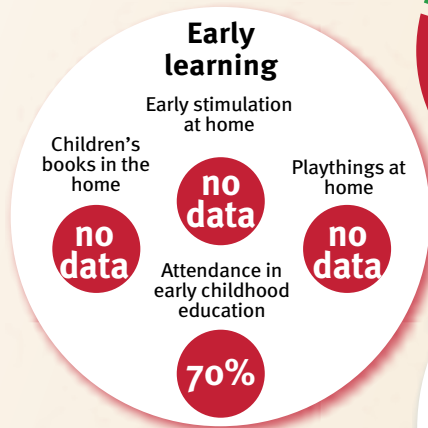 Early
learning
Early stimulation
at home
no
data
Children’s
books in the
home
no
data
Playthings at
home
no
data
Attendance in
early childhood
education
70%